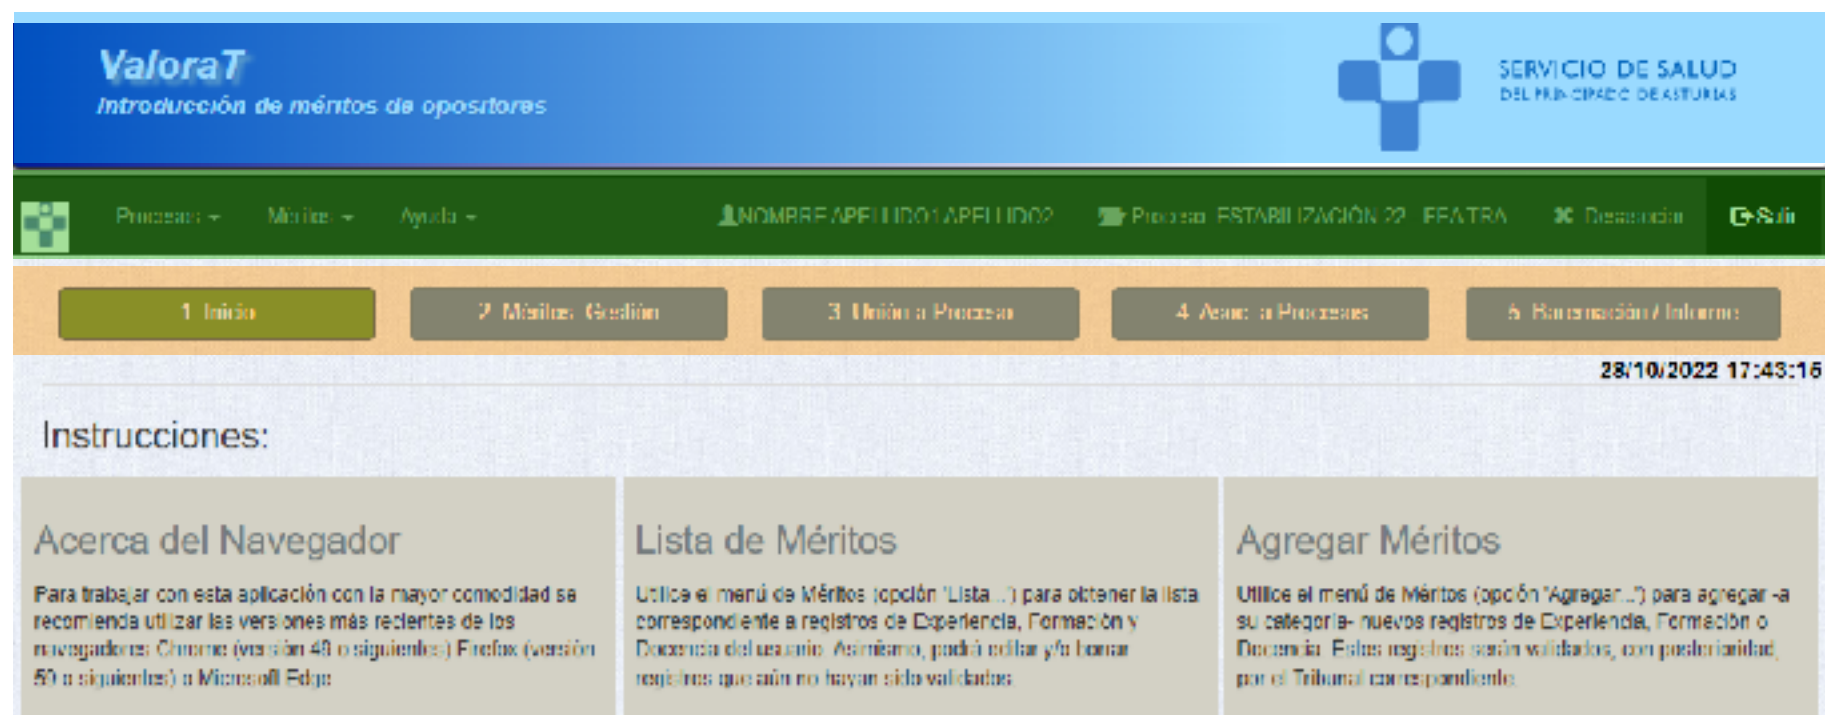 ValoraT
Introducción de méritos de opositores
SERVICIO DE SALUD
DEL PRINCIPADO DE ASTURIAS
Procesos Méritos Ayuda NOMBRE APELLIDO1 APELLIDO2 Proceso: ESTABILIZACIÓN 22 FEA TRA Desasociar Salir
1. Inicio 2. Méritos. Gestión 3. Unión a Proceso 4. Asoc. a Procesos 5. Baremación / Informe
28/10/2022 17:43:15
Instrucciones:
Acerca del Navegador
Para trabajar con esta aplicación con la mayor comodidad se
recomienda utilizar las versiones más recientes de los
navegadores Chrome (versión 49 o siguientes) Firefox (versión
59 o siguientes) o Microsoft Edge
Lista de Méritos
Utilice el menú de Méritos (opción 'Lista...') para obtener la lista
correspondiente a registros de Experiencia, Formación y
Docencia del usuario. Asimismo, podrá editar y/o borrar
registros que aún no hayan sido validados.
Agregar Méritos
Utilice el menú de Méritos (opción 'Agregar...') para agregar -a
su categoría- nuevos registros de Experiencia, Formación o
Docencia. Estos registros serán validados, con posterioridad,
por el Tribunal correspondiente.